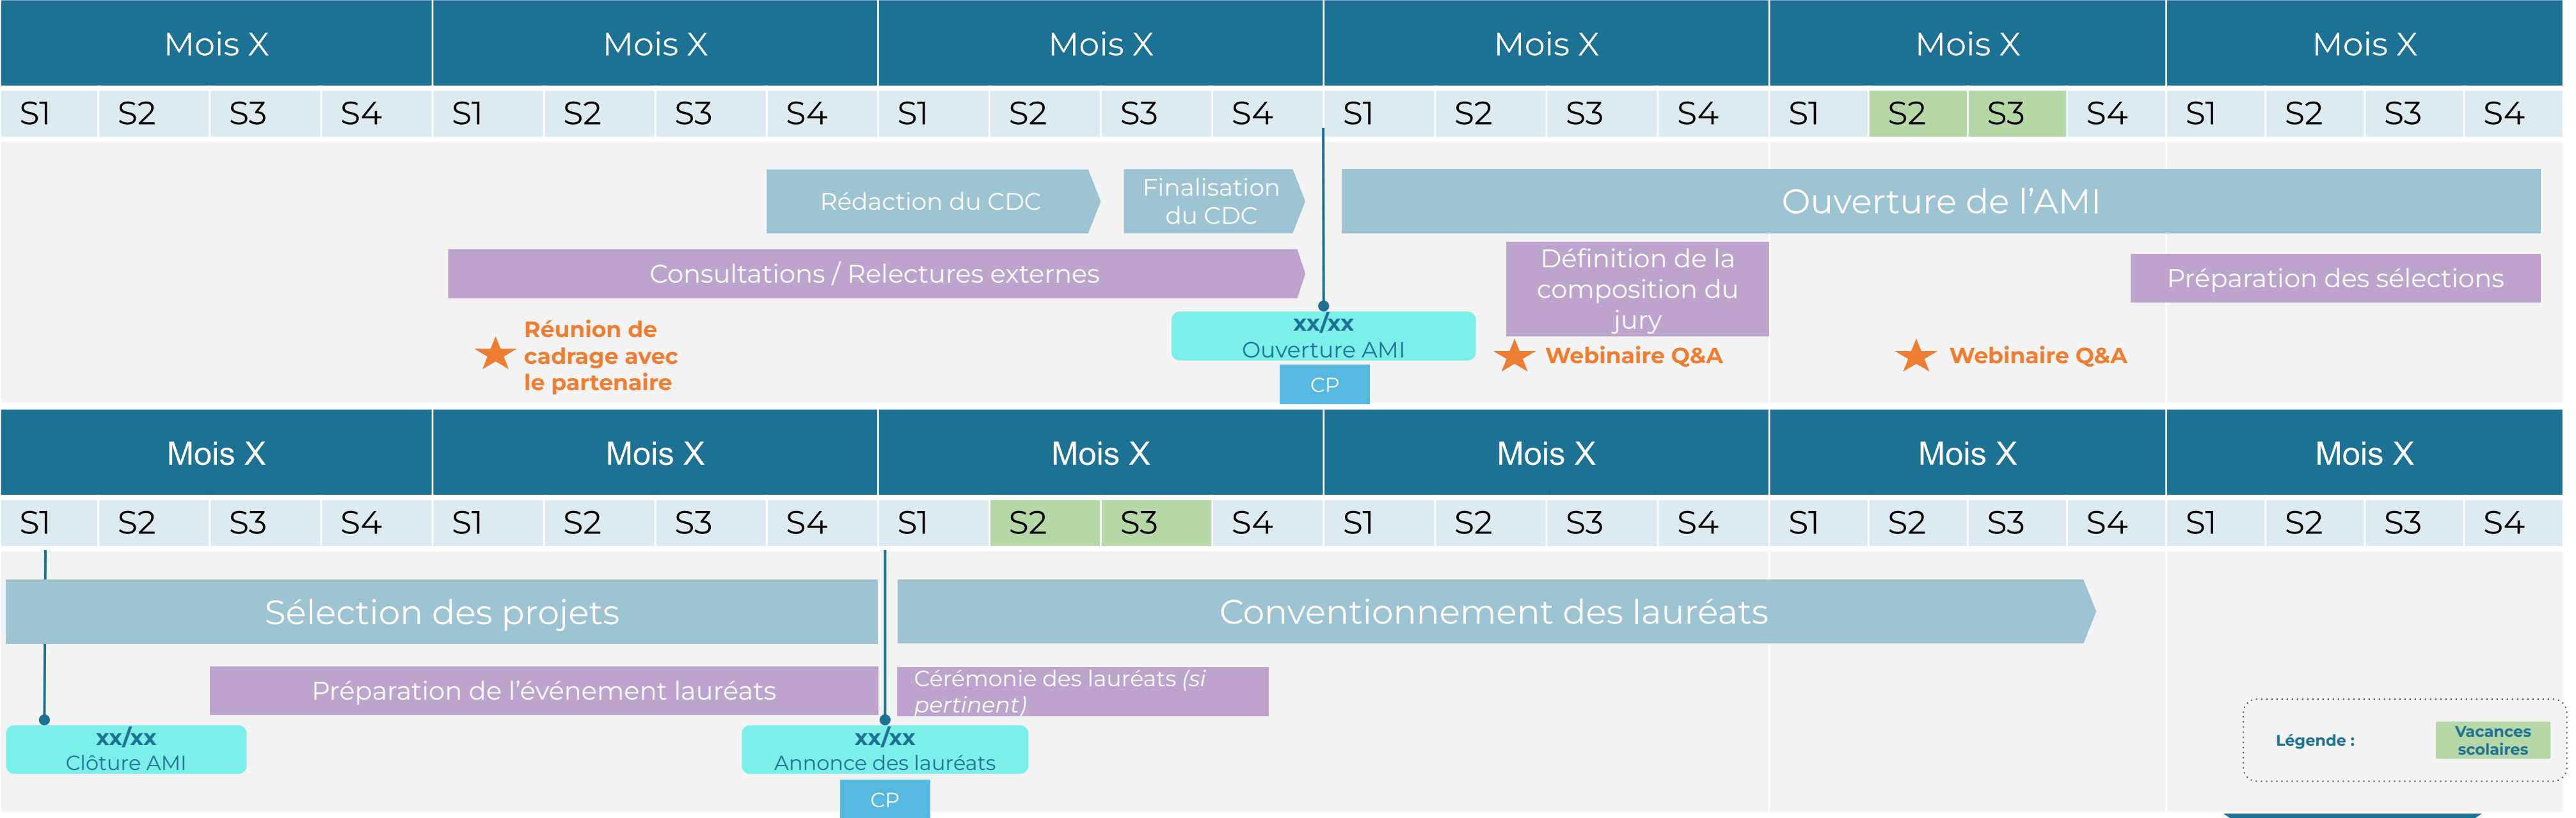 Mois X Mois X Mois X Mois X Mois X Mois X
S1 S2 S3 S4 S1 S2 S3 S4 S1 S2 S3 S4 S1 S2 S3 S4 S1 S2 S3 S4 S1 S2 S3 S4
Rédaction du CDC
Finalisation
du CDC
Ouverture de l’AMI
Consultations / Relectures externes
Définition de la
composition du
jury
Préparation des sélections
Réunion de
cadrage avec
le partenaire
xx/xx
Ouverture AMI
CP
Webinaire Q&A
Webinaire Q&A
Mois X Mois X Mois X Mois X Mois X Mois X
S1 S2 S3 S4 S1 S2 S3 S4 S1 S2 S3 S4 S1 S2 S3 S4 S1 S2 S3 S4 S1 S2 S3 S4
Sélection des projets
Conventionnement des lauréats
Préparation de l’événement lauréats
Cérémonie des lauréats (si
pertinent)
xx/xx
Clôture AMI
xx/xx
Annonce des lauréats
CP
Légende :
Vacances
scolaires